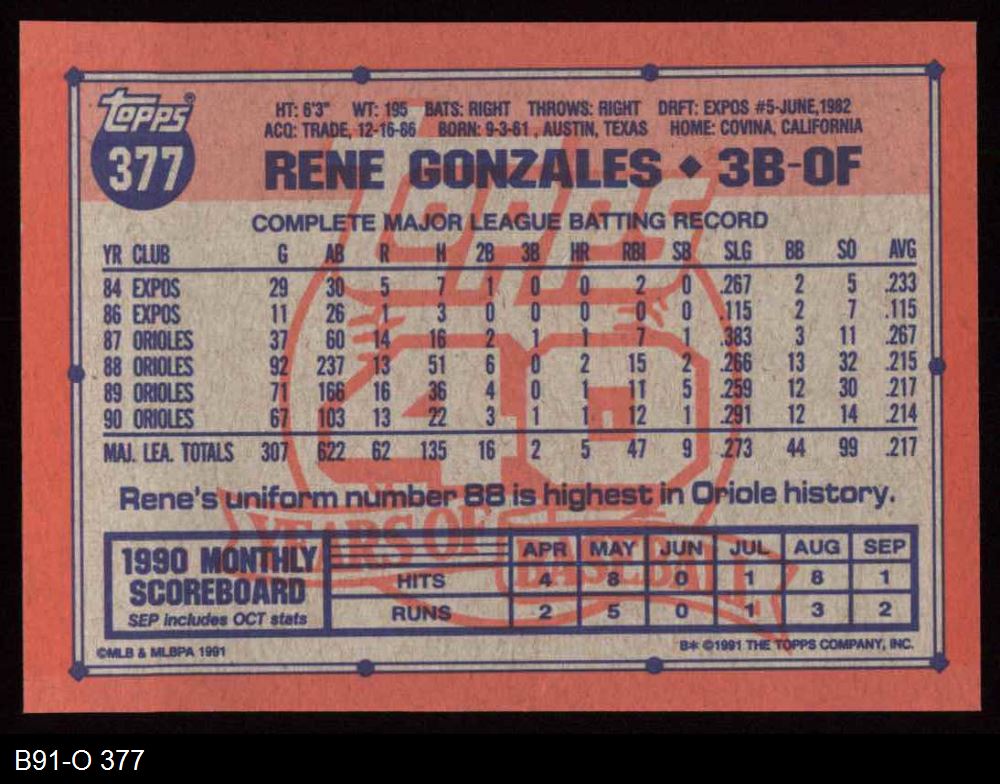 Topps®
377
HT: 6'3" WT: 195 BATS: RIGHT THROWS: RIGHT DRFT: EXPOS #5-JUNE,1982
ACQ: TRADE, 12-16-86 BORN: 9-3-61, AUSTIN, TEXAS HOME: COVINA, CALIFORNIA
RENE GONZALES ♦ 3B-OF
Topps
40
YEARS OF BASEBALL
COMPLETE MAJOR LEAGUE BATTING RECORD
YR CLUB G AB R H 2B 3B HR RBI SB SLG BB SO AVG
84 EXPOS 29 30 5 7 1 0 0 2 0 .267 2 5 .233
86 EXPOS 11 26 1 3 0 0 0 0 0 .115 2 7 .115
87 ORIOLES 37 60 14 16 2 1 1 7 1 .383 3 11 .267
88 ORIOLES 92 237 13 51 6 0 2 15 2 .266 13 32 .215
89 ORIOLES 71 166 16 36 4 0 1 11 5 .259 12 30 .217
90 ORIOLES 67 103 13 22 3 1 1 12 1 .291 12 14 .214
MAJ. LEA. TOTALS 307 622 62 135 16 2 5 47 9 .273 44 99 .217
Rene's uniform number 88 is highest in Oriole history.
1990 MONTHLY
SCOREBOARD
SEP includes OCT stats
APR MAY JUN JUL AUG SEP
HITS 4 8 0 1 8 1
RUNS 2 5 0 1 3 2
©MLB & MLBPA 1991
B* ©1991 THE TOPPS COMPANY, INC.
B91-O 377